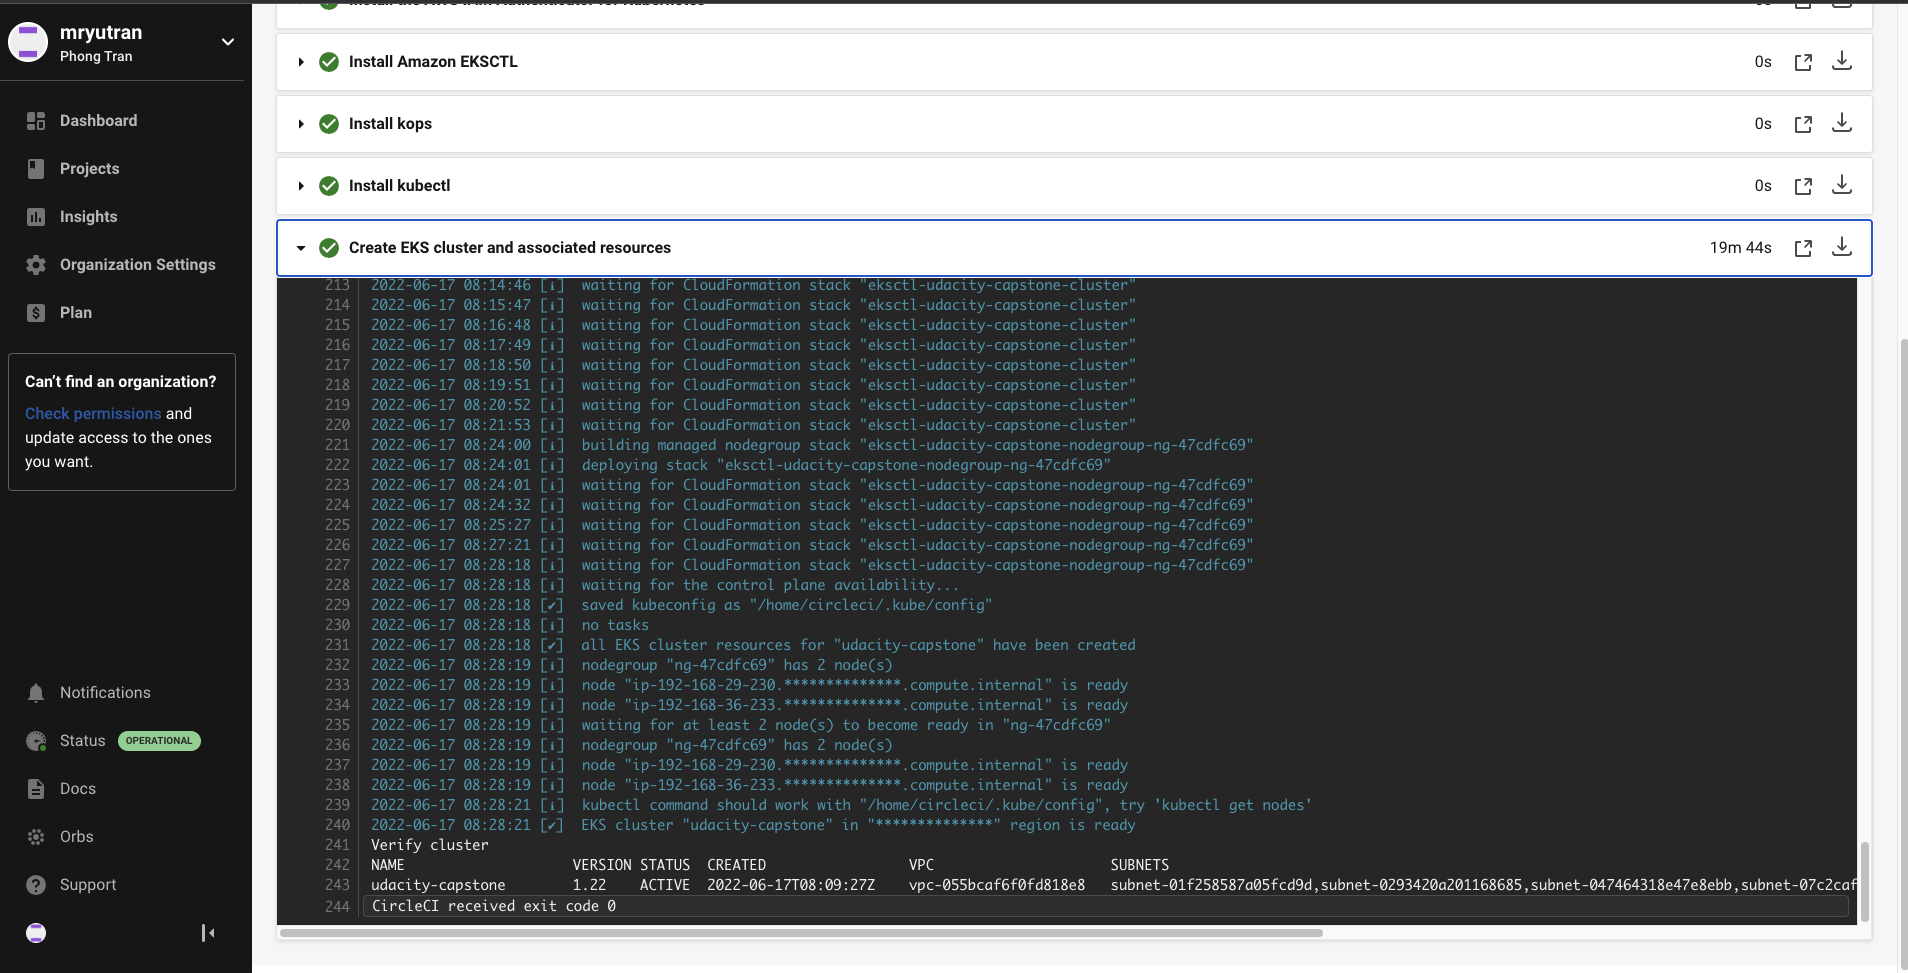 mryutran
Phong Tran
Dashboard
Projects
Insights
Organization Settings
Plan
Can't find an organization?
Check permissions and
update access to the ones
you want.
Notifications
Status OPERATIONAL
Docs
Orbs
Support
Install Amazon EKSCTL 0s
Install kops 0s
Install kubectl 0s
Create EKS cluster and associated resources 19m 44s
213 2022-06-17 08:14:46 [ℹ]  waiting for CloudFormation stack "eksctl-udacity-capstone-cluster"
214 2022-06-17 08:15:47 [ℹ]  waiting for CloudFormation stack "eksctl-udacity-capstone-cluster"
215 2022-06-17 08:16:48 [ℹ]  waiting for CloudFormation stack "eksctl-udacity-capstone-cluster"
216 2022-06-17 08:17:49 [ℹ]  waiting for CloudFormation stack "eksctl-udacity-capstone-cluster"
217 2022-06-17 08:18:50 [ℹ]  waiting for CloudFormation stack "eksctl-udacity-capstone-cluster"
218 2022-06-17 08:19:51 [ℹ]  waiting for CloudFormation stack "eksctl-udacity-capstone-cluster"
219 2022-06-17 08:20:52 [ℹ]  waiting for CloudFormation stack "eksctl-udacity-capstone-cluster"
220 2022-06-17 08:21:53 [ℹ]  waiting for CloudFormation stack "eksctl-udacity-capstone-cluster"
221 2022-06-17 08:24:00 [ℹ]  building managed nodegroup stack "eksctl-udacity-capstone-nodegroup-ng-47cdfc69"
222 2022-06-17 08:24:01 [ℹ]  deploying stack "eksctl-udacity-capstone-nodegroup-ng-47cdfc69"
223 2022-06-17 08:24:01 [ℹ]  waiting for CloudFormation stack "eksctl-udacity-capstone-nodegroup-ng-47cdfc69"
224 2022-06-17 08:24:32 [ℹ]  waiting for CloudFormation stack "eksctl-udacity-capstone-nodegroup-ng-47cdfc69"
225 2022-06-17 08:25:27 [ℹ]  waiting for CloudFormation stack "eksctl-udacity-capstone-nodegroup-ng-47cdfc69"
226 2022-06-17 08:27:21 [ℹ]  waiting for CloudFormation stack "eksctl-udacity-capstone-nodegroup-ng-47cdfc69"
227 2022-06-17 08:28:18 [ℹ]  waiting for CloudFormation stack "eksctl-udacity-capstone-nodegroup-ng-47cdfc69"
228 2022-06-17 08:28:18 [ℹ]  waiting for the control plane availability...
229 2022-06-17 08:28:18 [✔]  saved kubeconfig as "/home/circleci/.kube/config"
230 2022-06-17 08:28:18 [ℹ]  no tasks
231 2022-06-17 08:28:18 [✔]  all EKS cluster resources for "udacity-capstone" have been created
232 2022-06-17 08:28:19 [ℹ]  nodegroup "ng-47cdfc69" has 2 node(s)
233 2022-06-17 08:28:19 [ℹ]  node "ip-192-168-29-230.**************.compute.internal" is ready
234 2022-06-17 08:28:19 [ℹ]  node "ip-192-168-36-233.**************.compute.internal" is ready
235 2022-06-17 08:28:19 [ℹ]  waiting for at least 2 node(s) to become ready in "ng-47cdfc69"
236 2022-06-17 08:28:19 [ℹ]  nodegroup "ng-47cdfc69" has 2 node(s)
237 2022-06-17 08:28:19 [ℹ]  node "ip-192-168-29-230.**************.compute.internal" is ready
238 2022-06-17 08:28:19 [ℹ]  node "ip-192-168-36-233.**************.compute.internal" is ready
239 2022-06-17 08:28:21 [ℹ]  kubectl command should work with "/home/circleci/.kube/config", try 'kubectl get nodes'
240 2022-06-17 08:28:21 [✔]  EKS cluster "udacity-capstone" in "**************" region is ready
241 Verify cluster
242 NAME VERSION STATUS CREATED VPC SUBNETS
243 udacity-capstone 1.22 ACTIVE 2022-06-17T08:09:27Z vpc-055bcaf6f0fd818e8 subnet-01f258587a05fcd9d,subnet-0293420a201168685,subnet-047464318e47e8ebb,subnet-07c2caf
244 CircleCI received exit code 0